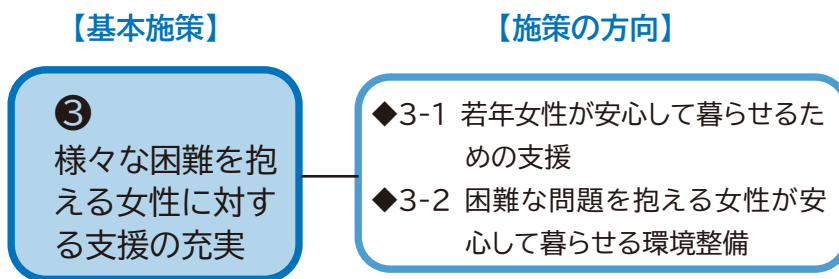 【基本施策】
【施策の方向】
❸
様々な困難を抱
える女性に対す
る支援の充実
◆3-1 若年女性が安心して暮らせるた
めの支援
◆3-2 困難な問題を抱える女性が安
心して暮らせる環境整備